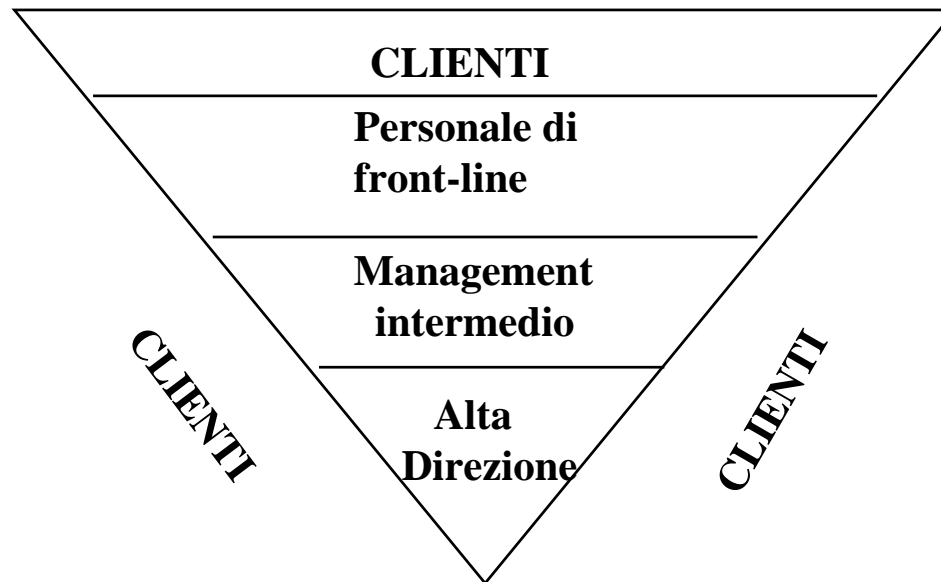 CLIENTI
Personale di
front-line
Management
intermedio
CLIENTI
CLIENTI
Alta
Direzione